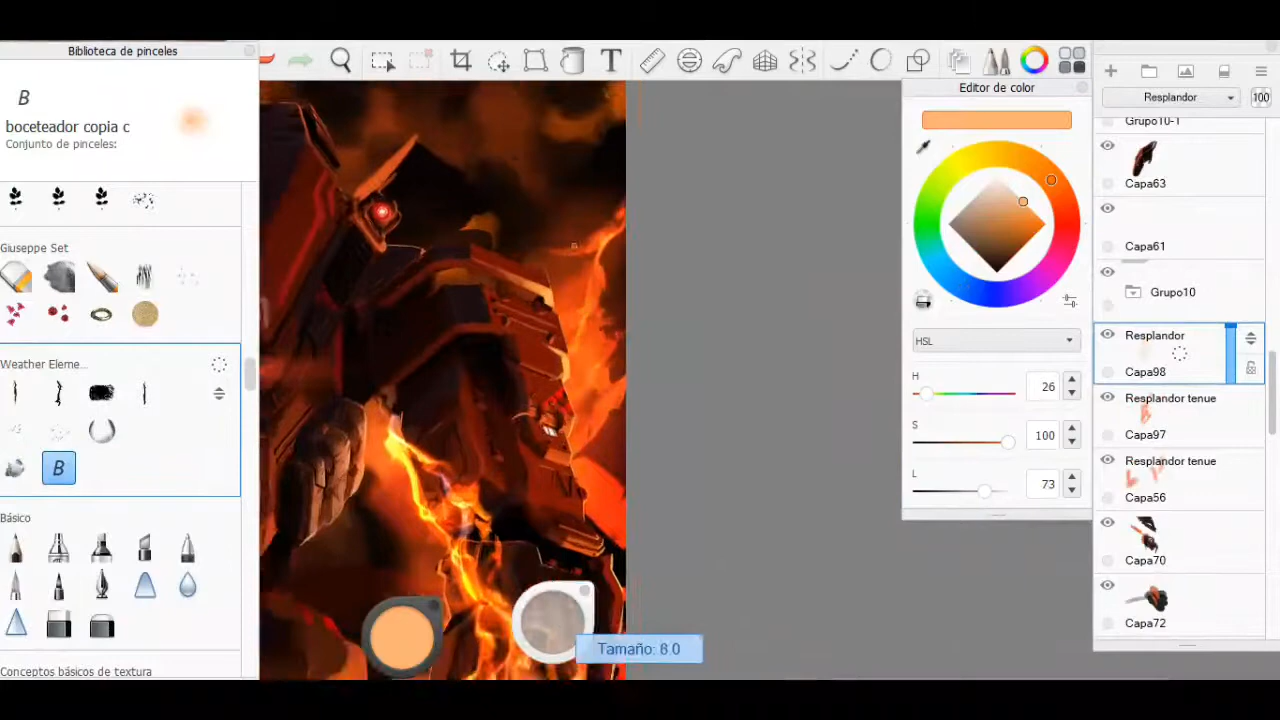 Biblioteca de pinceles
B
boceteador copia c
Conjunto de pinceles:
Giuseppe Set
Weather Eleme...
B
Básico
Conceptos básicos de textura
T
Tamaño: 8.0
Editor de color
HSL
H
26
S
100
L
73
Resplandor
100
Grupo10-1
Capa63
Capa61
Grupo10
Resplandor
Capa98
Resplandor tenue
Capa97
Resplandor tenue
Capa56
Capa70
Capa72